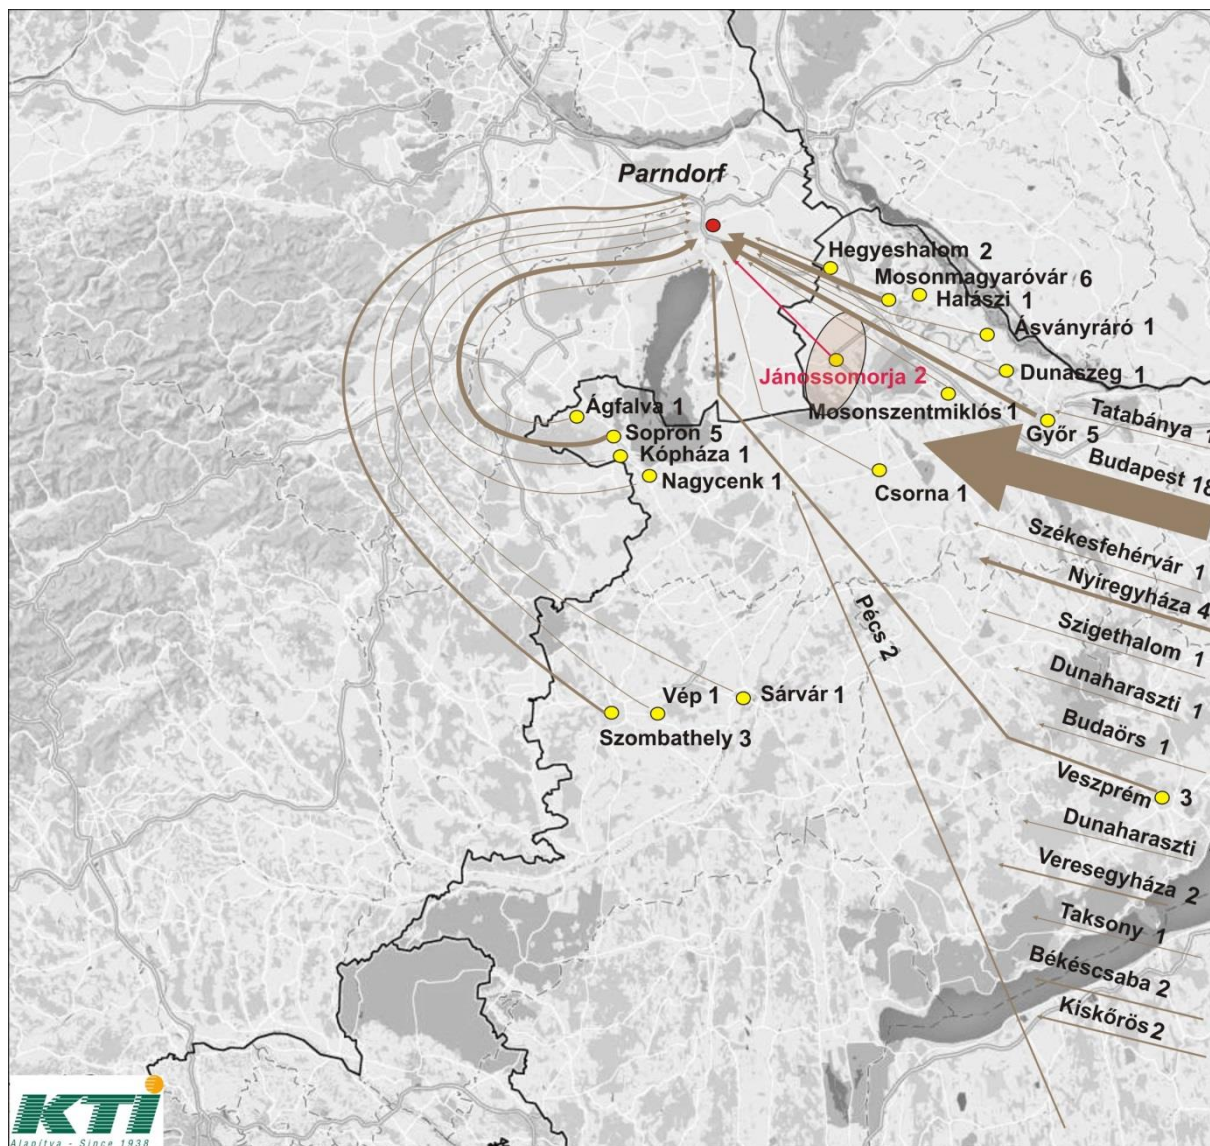 Parndorf
Hegyeshalom 2
Mosonmagyaróvár 6
Halászi 1
Ásványráró 1
Dunaszeg 1
Jánossomorja 2
Mosonszentmiklós 1
Tatabánya 1
Győr 5
Budapest 18
Ágfalva 1
Sopron 5
Kópháza 1
Nagycenk 1
Csorna 1
Székesfehérvár 1
Nyíregyháza 4
Szigethalom 1
Pécs 2
Dunaharaszti 1
Vép 1
Sárvár 1
Szombathely 3
Budaörs 1
Veszprém 3
Dunaharaszti
Veresegyháza 2
Taksony 1
Békéscsaba 2
Kiskőrös 2
KTI
Alapítva - Since 1938